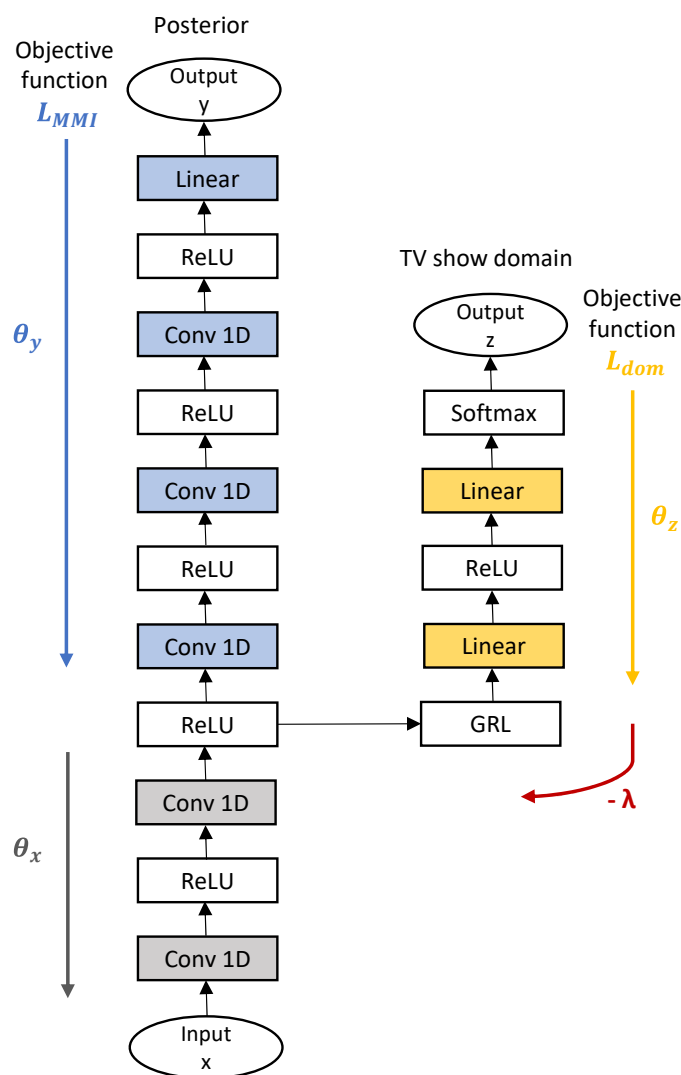 Posterior
Objective
function
L_MMI
Output
y
Linear
ReLU
Conv 1D
θ_y
ReLU
Conv 1D
ReLU
Conv 1D
ReLU
Conv 1D
θ_x
ReLU
Conv 1D
Input
x
TV show domain
Output
z
Objective
function
L_dom
Softmax
Linear
θ_z
ReLU
Linear
GRL
- λ